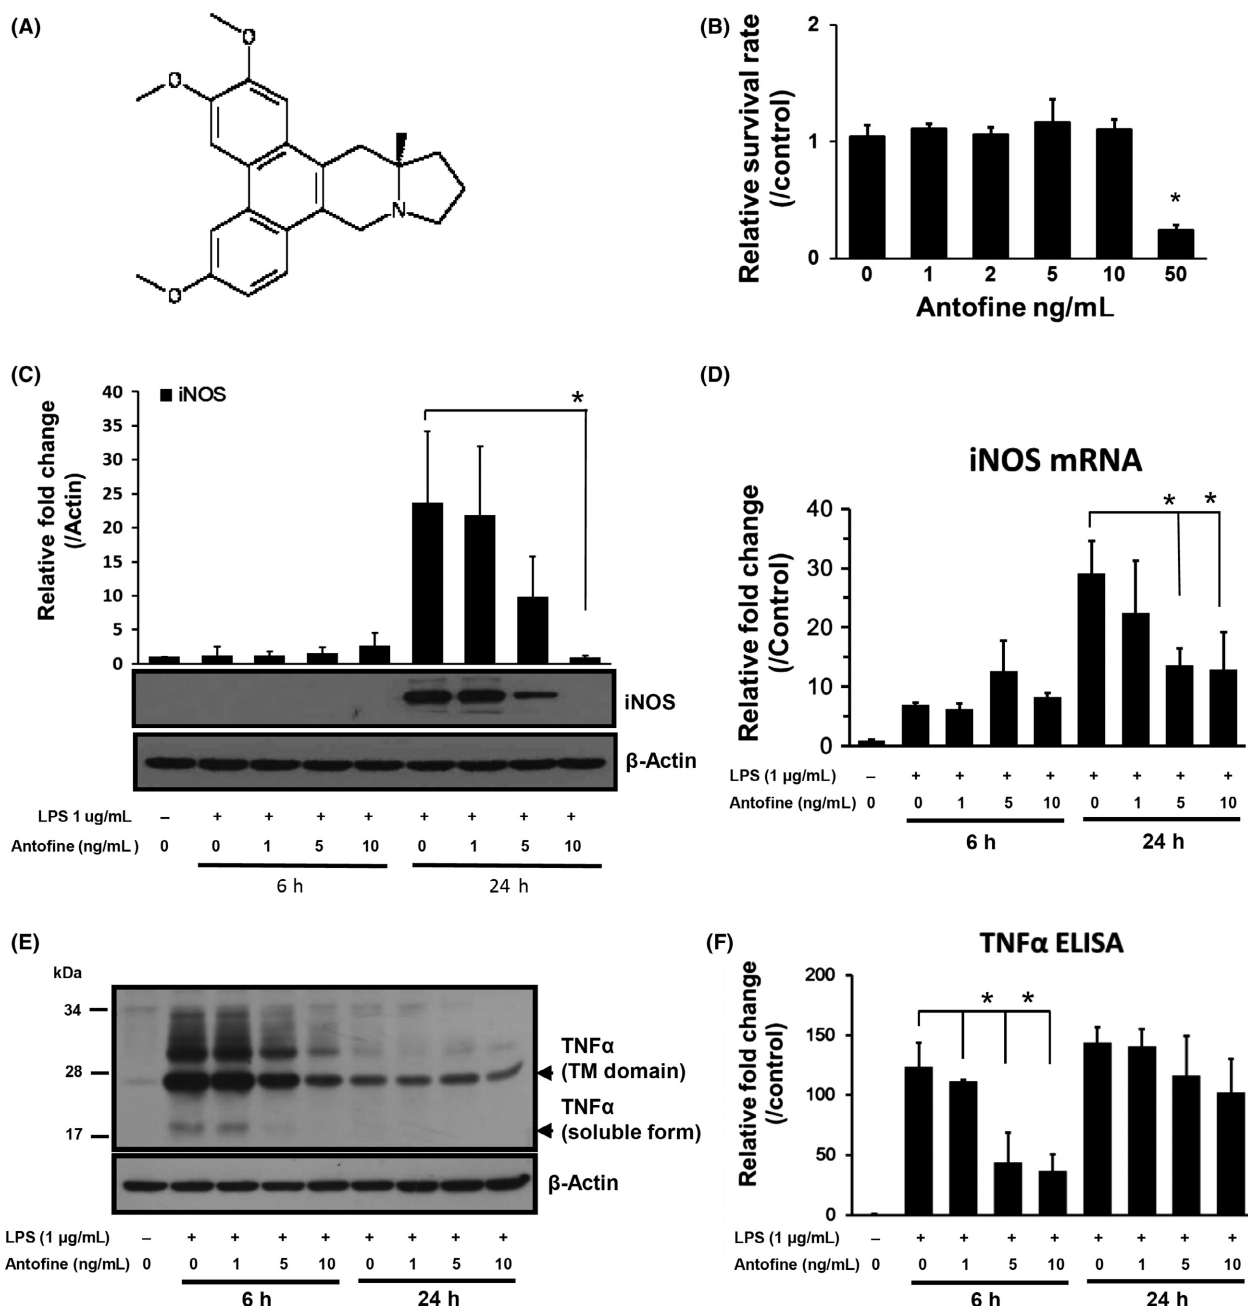 (A)
O
O
N
O
(B)
Relative survival rate
(/control)
2
1
0
*
0 1 2 5 10 50
Antofine ng/mL
(C)
Relative fold change
(/Actin)
40
35
30
25
20
15
10
5
0
iNOS
*
iNOS
β-Actin
LPS 1 ug/mL – + + + + + + + +
Antofine (ng/mL ) 0 0 1 5 10 0 1 5 10
6 h 24 h
(D)
iNOS mRNA
Relative fold change
(/Control)
40
30
20
10
0
* *
LPS (1 µg/mL) – + + + + + + + +
Antofine (ng/mL) 0 0 1 5 10 0 1 5 10
6 h 24 h
(E)
kDa
34
28
17
TNFα
(TM domain)
TNFα
(soluble form)
β-Actin
LPS (1 µg/mL) – + + + + + + + +
Antofine (ng/mL) 0 0 1 5 10 0 1 5 10
6 h 24 h
(F)
TNFα ELISA
Relative fold change
(/control)
200
150
100
50
0
* *
LPS (1 µg/mL) – + + + + + + + +
Antofine (ng/mL) 0 0 1 5 10 0 1 5 10
6 h 24 h